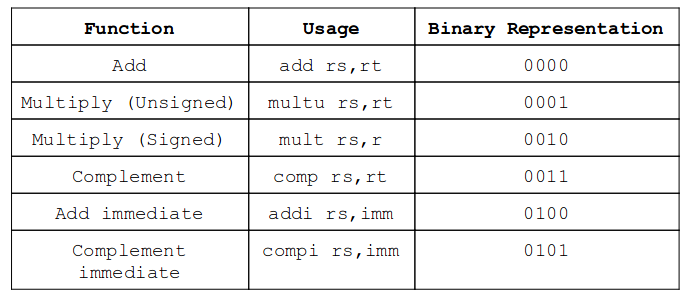 Function Usage Binary Representation
Add add rs,rt 0000
Multiply (Unsigned) multu rs,rt 0001
Multiply (Signed) mult rs,r 0010
Complement comp rs,rt 0011
Add immediate addi rs,imm 0100
Complement compi rs,imm 0101
immediate